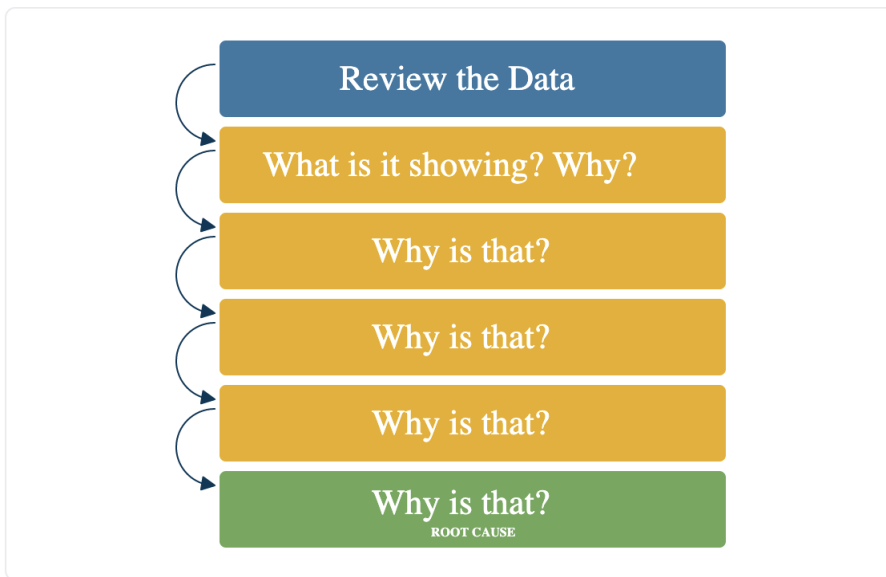 Review the Data
What is it showing? Why?
Why is that?
Why is that?
Why is that?
Why is that?
ROOT CAUSE